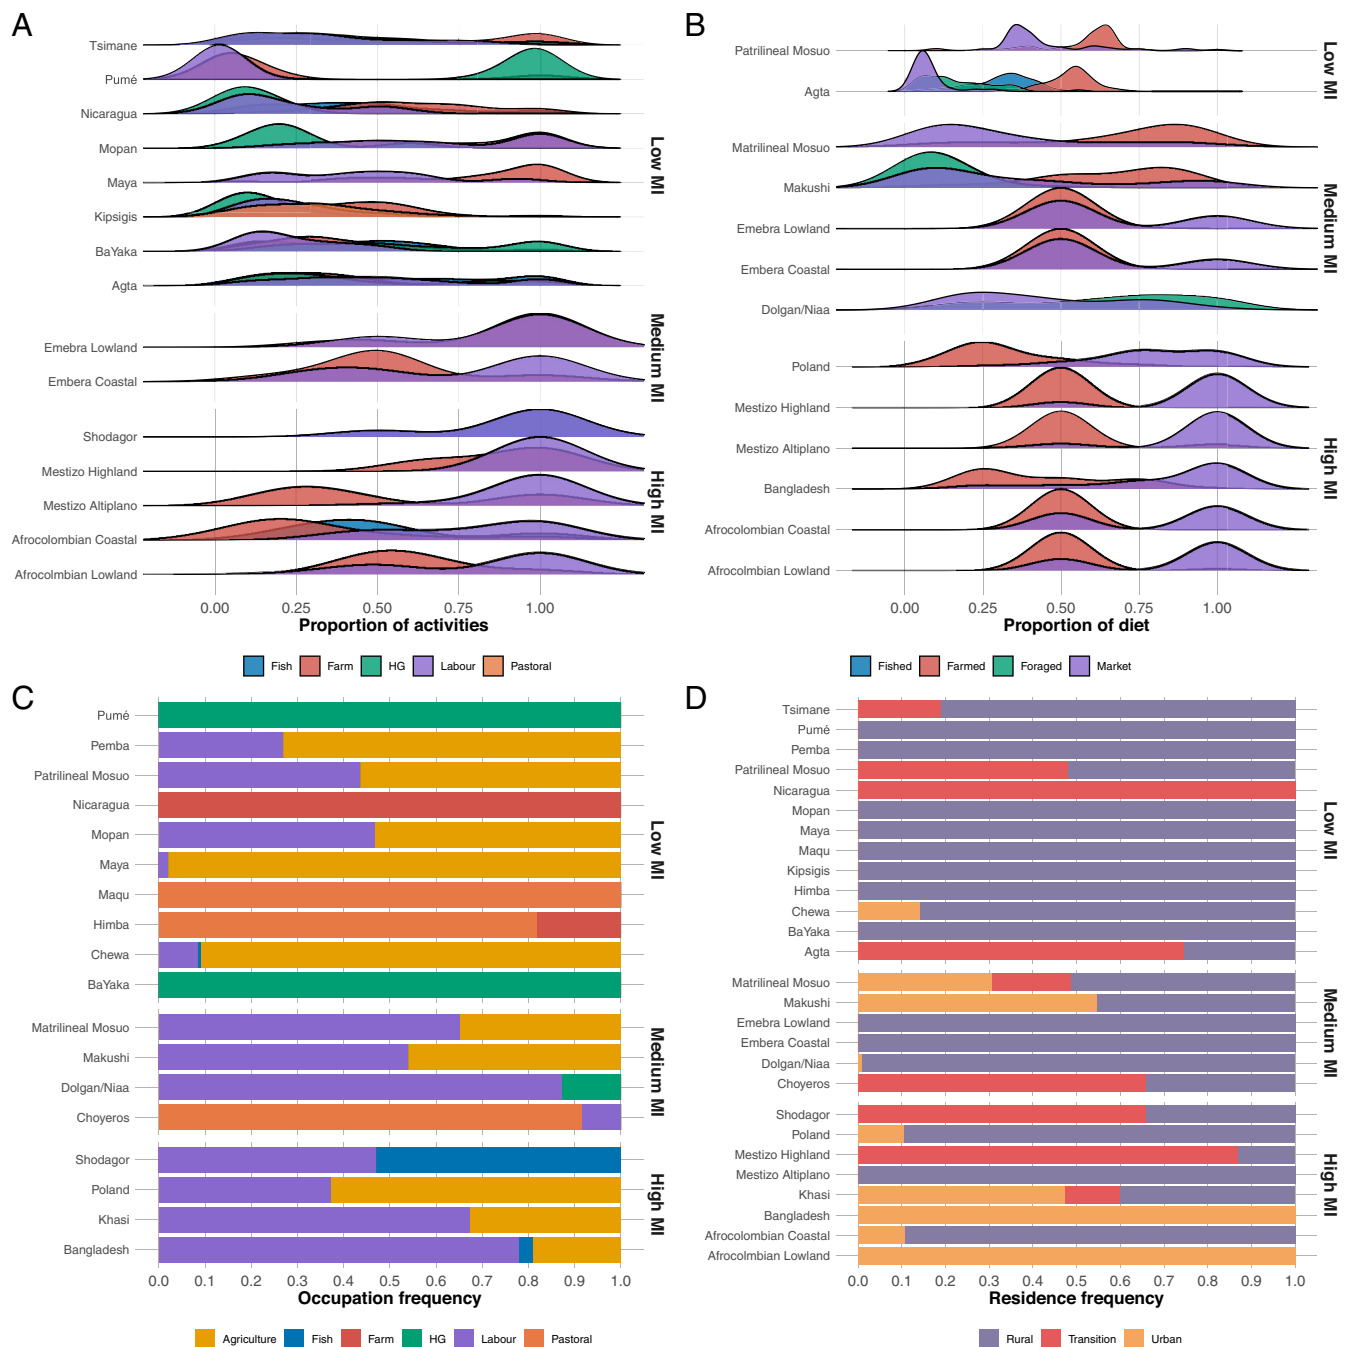 A
Tsimane
Pumé
Nicaragua
Mopan
Maya
Kipsigis
BaYaka
Agta
Low MI
Emebra Lowland
Embera Coastal
Medium MI
Shodagor
Mestizo Highland
Mestizo Altiplano
Afrocolombian Coastal
Afrocolmbian Lowland
High MI
0.00 0.25 0.50 0.75 1.00
Proportion of activities
Fish Farm HG Labour Pastoral
B
Patrilineal Mosuo
Agta
Low MI
Matrilineal Mosuo
Makushi
Emebra Lowland
Embera Coastal
Dolgan/Niaa
Medium MI
Poland
Mestizo Highland
Mestizo Altiplano
Bangladesh
Afrocolombian Coastal
Afrocolmbian Lowland
High MI
0.00 0.25 0.50 0.75 1.00
Proportion of diet
Fished Farmed Foraged Market
C
Pumé
Pemba
Patrilineal Mosuo
Nicaragua
Mopan
Maya
Maqu
Himba
Chewa
BaYaka
Low MI
Matrilineal Mosuo
Makushi
Dolgan/Niaa
Choyeros
Medium MI
Shodagor
Poland
Khasi
Bangladesh
High MI
0.0 0.1 0.2 0.3 0.4 0.5 0.6 0.7 0.8 0.9 1.0
Occupation frequency
Agriculture Fish Farm HG Labour Pastoral
D
Tsimane
Pumé
Pemba
Patrilineal Mosuo
Nicaragua
Mopan
Maya
Maqu
Kipsigis
Himba
Chewa
BaYaka
Agta
Low MI
Matrilineal Mosuo
Makushi
Emebra Lowland
Embera Coastal
Dolgan/Niaa
Choyeros
Medium MI
Shodagor
Poland
Mestizo Highland
Mestizo Altiplano
Khasi
Bangladesh
Afrocolombian Coastal
Afrocolmbian Lowland
High MI
0.0 0.1 0.2 0.3 0.4 0.5 0.6 0.7 0.8 0.9 1.0
Residence frequency
Rural Transition Urban